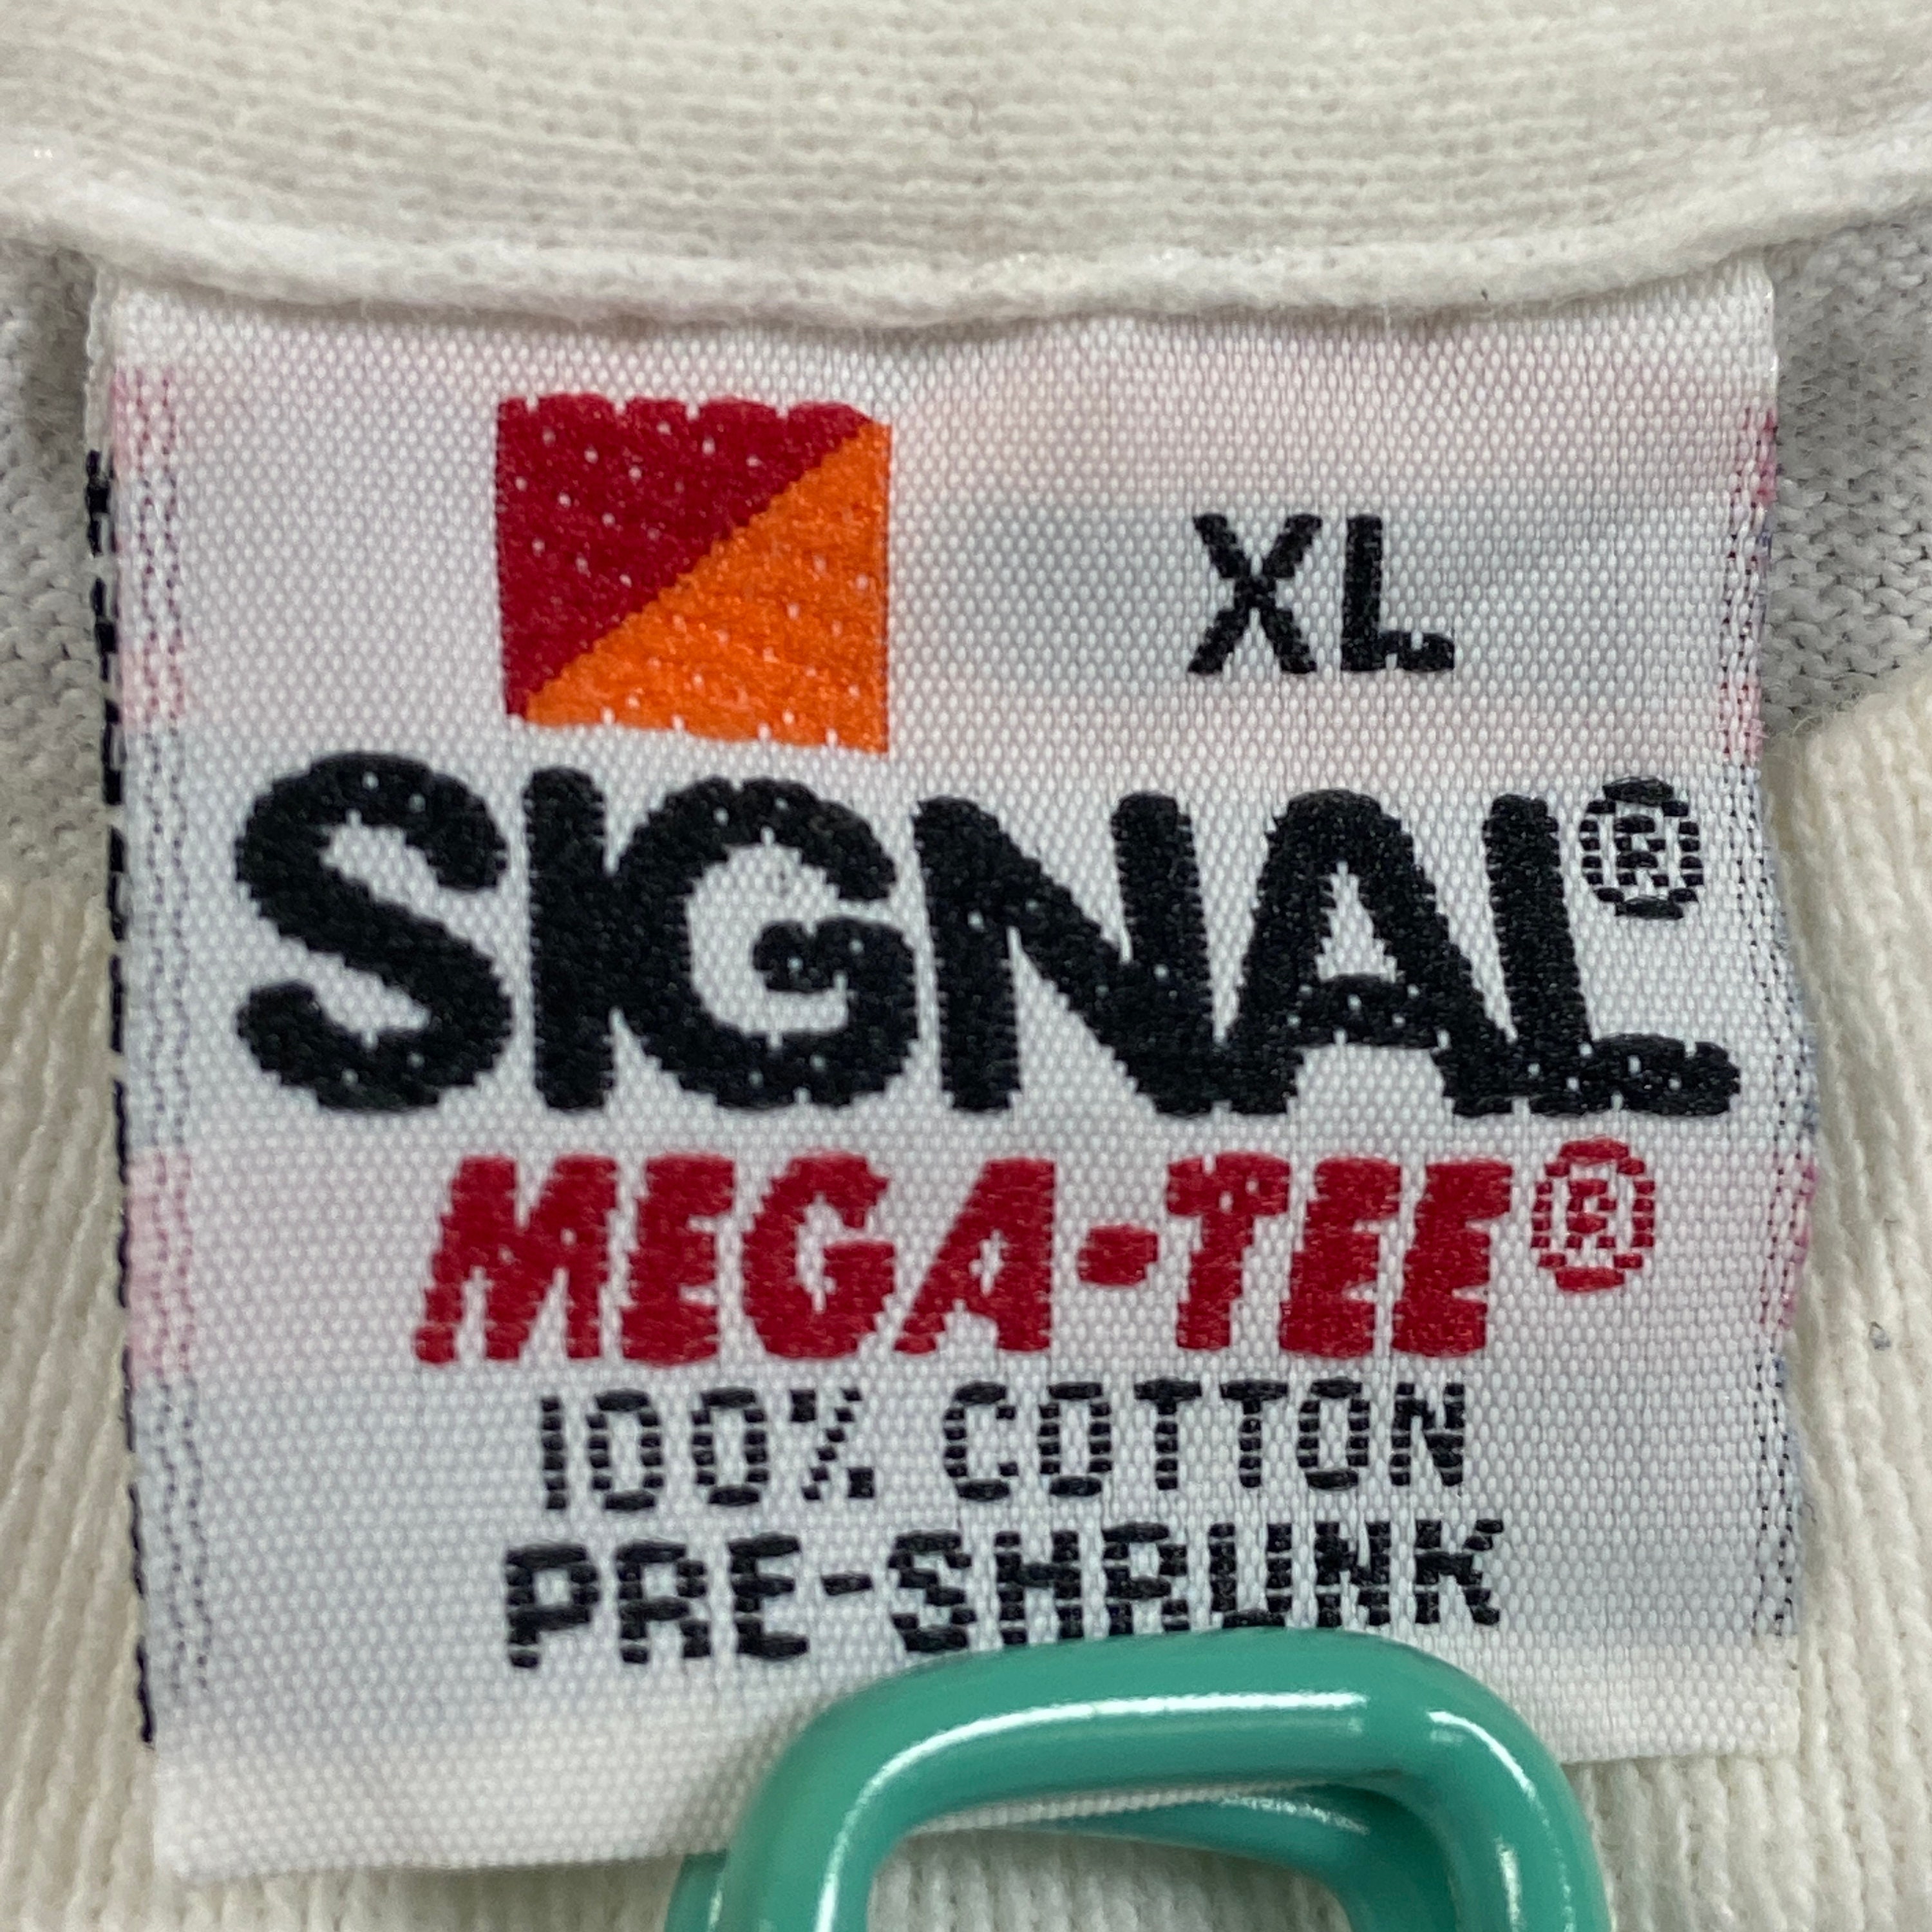 XL
SIGNAL®
MEGA-TEE®
100% COTTON
PRE-SHRUNK